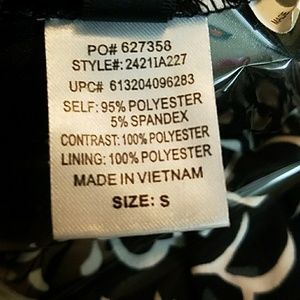 PO# 627358
STYLE#: 2421IA227
UPC# 613204096283
SELF: 95% POLYESTER
5% SPANDEX
CONTRAST: 100% POLYESTER
LINING: 100% POLYESTER
MADE IN VIETNAM
SIZE: S